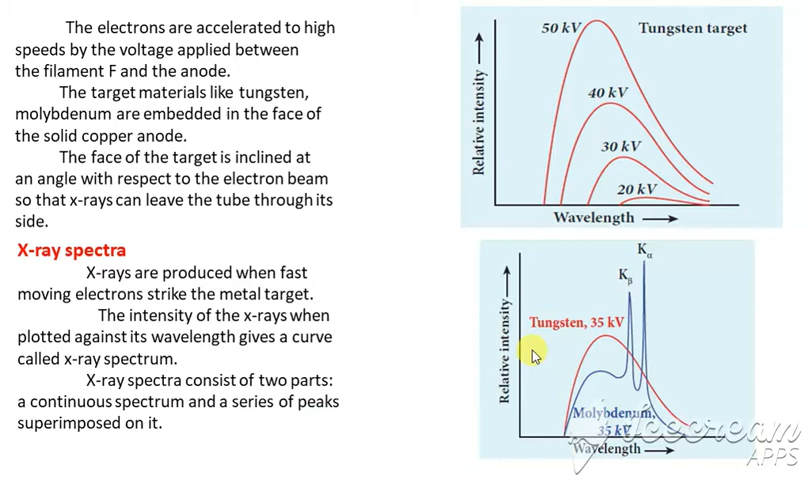 The electrons are accelerated to high
speeds by the voltage applied between
the filament F and the anode.
The target materials like tungsten,
molybdenum are embedded in the face of
the solid copper anode.
The face of the target is inclined at
an angle with respect to the electron beam
so that x-rays can leave the tube through its
side.
X-ray spectra
X-rays are produced when fast
moving electrons strike the metal target.
The intensity of the x-rays when
plotted against its wavelength gives a curve
called x-ray spectrum.
X-ray spectra consist of two parts:
a continuous spectrum and a series of peaks
superimposed on it.
50 kV
Tungsten target
40 kV
30 kV
20 kV
Relative intensity
Wavelength
Kα
Kβ
Tungsten, 35 kV
Relative intensity
Molybdenum,
35 kV
Wavelength
Icecream
APPS